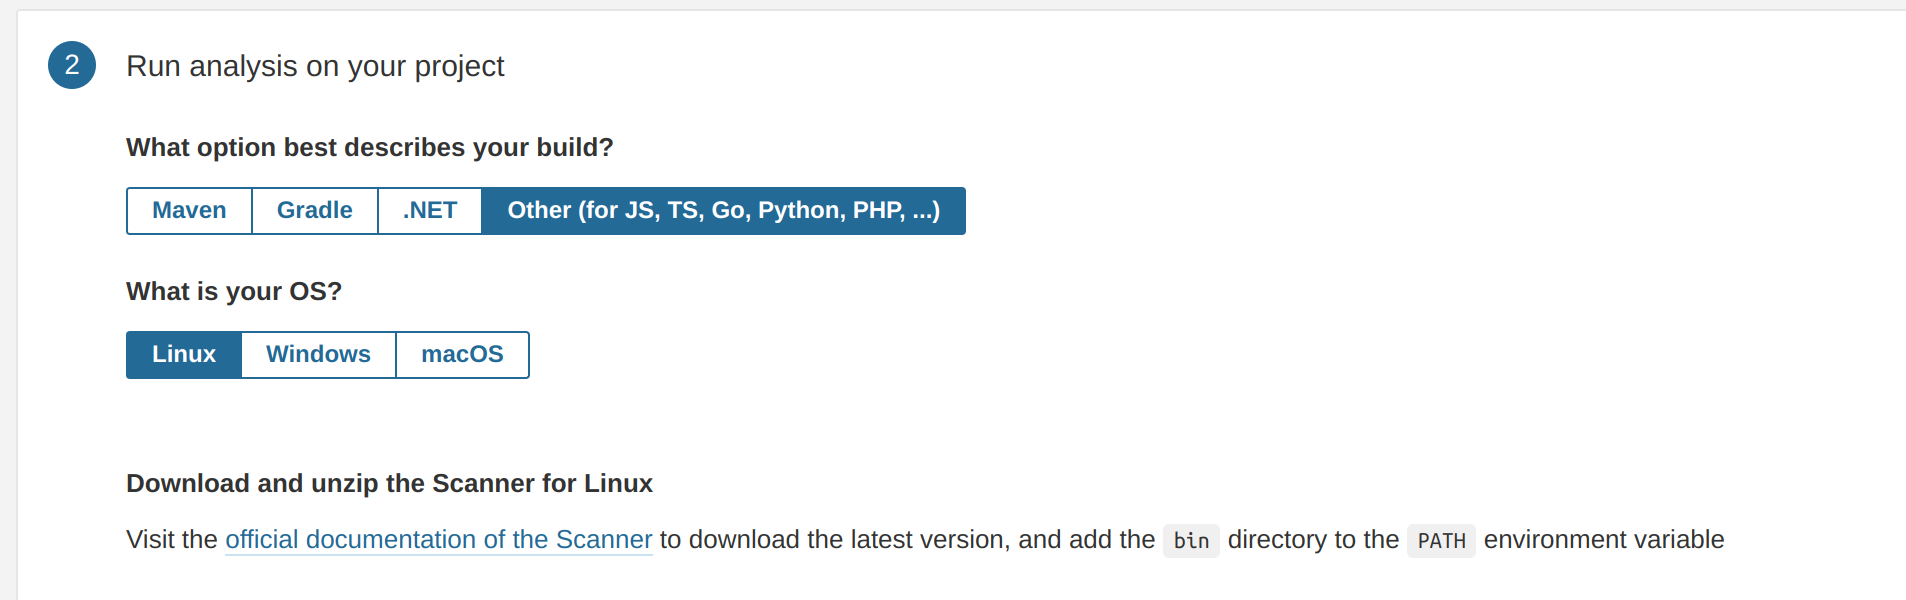 2 Run analysis on your project
What option best describes your build?
Maven Gradle .NET Other (for JS, TS, Go, Python, PHP, ...)
What is your OS?
Linux Windows macOS
Download and unzip the Scanner for Linux
Visit the official documentation of the Scanner to download the latest version, and add the bin directory to the PATH environment variable